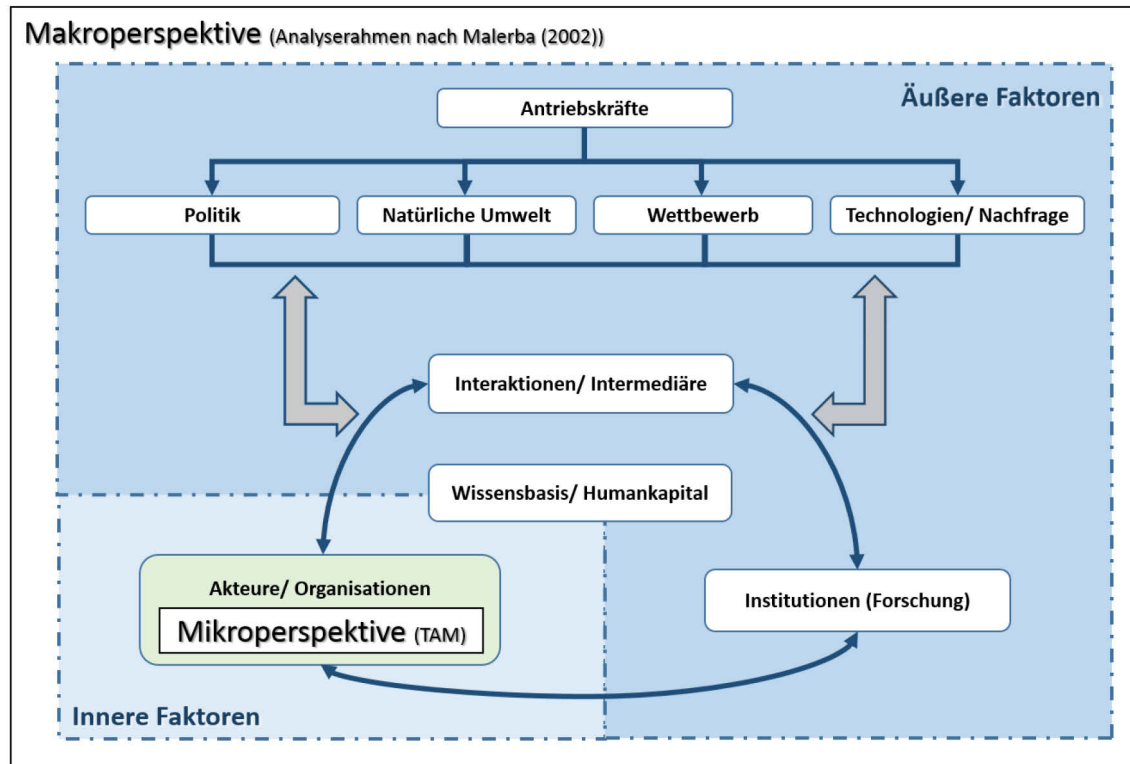 Makroperspektive (Analyserahmen nach Malerba (2002))
Äußere Faktoren
Antriebskräfte
Politik
Natürliche Umwelt
Wettbewerb
Technologien/ Nachfrage
Interaktionen/ Intermediäre
Wissensbasis/ Humankapital
Akteure/ Organisationen
Mikroperspektive (TAM)
Institutionen (Forschung)
Innere Faktoren